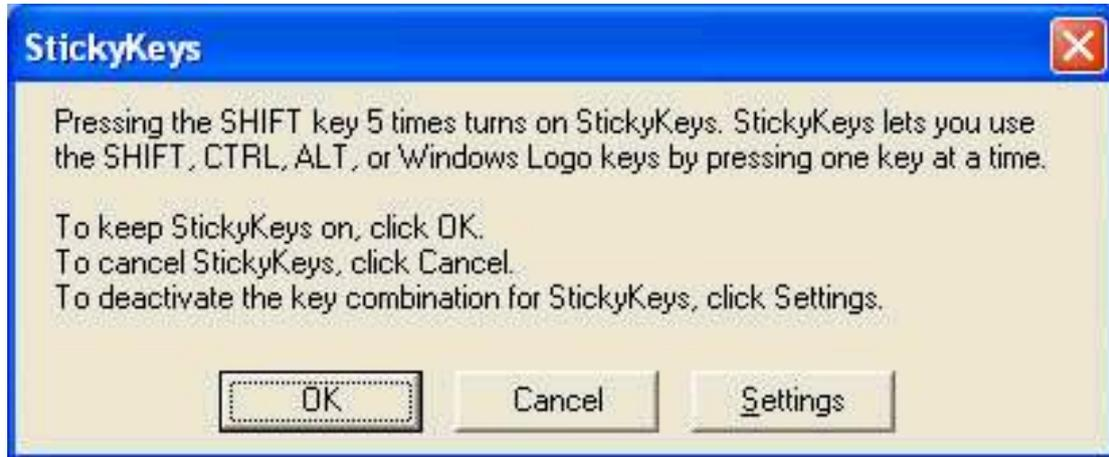 StickyKeys
Pressing the SHIFT key 5 times turns on StickyKeys. StickyKeys lets you use
the SHIFT, CTRL, ALT, or Windows Logo keys by pressing one key at a time.
To keep StickyKeys on, click OK.
To cancel StickyKeys, click Cancel.
To deactivate the key combination for StickyKeys, click Settings.
OK Cancel Settings